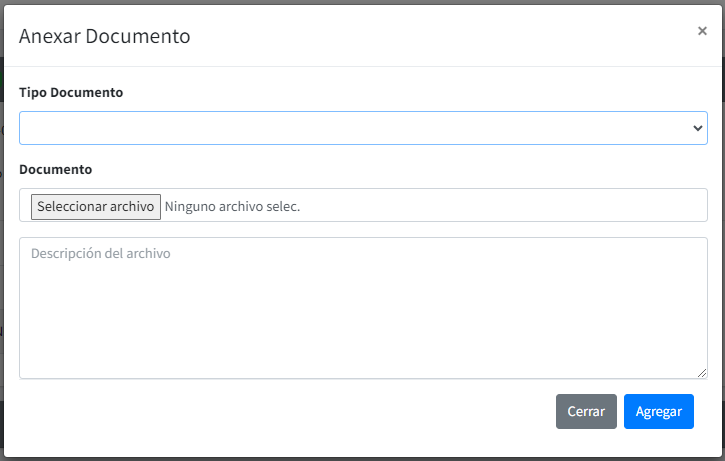 Anexar Documento
×
Tipo Documento
Documento
Seleccionar archivo Ninguno archivo selec.
Descripción del archivo
Cerrar Agregar